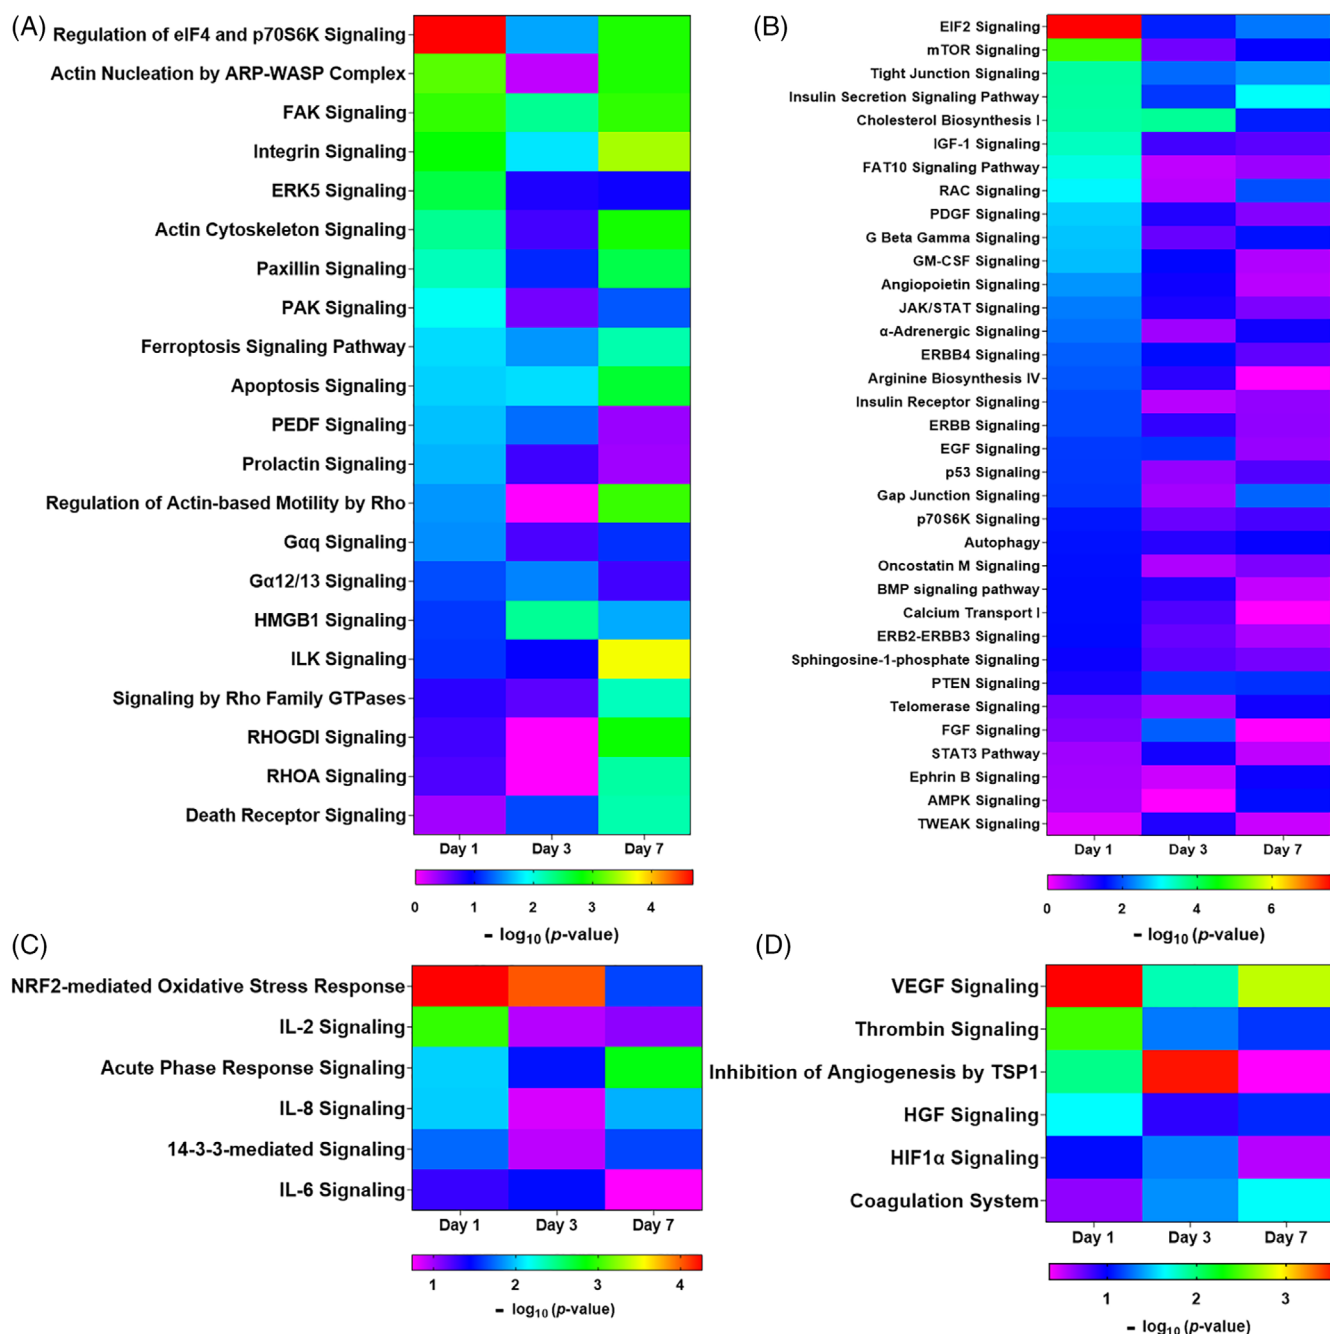 (A)
Regulation of eIF4 and p70S6K Signaling
Actin Nucleation by ARP-WASP Complex
FAK Signaling
Integrin Signaling
ERK5 Signaling
Actin Cytoskeleton Signaling
Paxillin Signaling
PAK Signaling
Ferroptosis Signaling Pathway
Apoptosis Signaling
PEDF Signaling
Prolactin Signaling
Regulation of Actin-based Motility by Rho
Gαq Signaling
Gα12/13 Signaling
HMGB1 Signaling
ILK Signaling
Signaling by Rho Family GTPases
RHOGDI Signaling
RHOA Signaling
Death Receptor Signaling
Day 1 Day 3 Day 7
0 1 2 3 4
- log10 (p-value)
(B)
EIF2 Signaling
mTOR Signaling
Tight Junction Signaling
Insulin Secretion Signaling Pathway
Cholesterol Biosynthesis I
IGF-1 Signaling
FAT10 Signaling Pathway
RAC Signaling
PDGF Signaling
G Beta Gamma Signaling
GM-CSF Signaling
Angiopoietin Signaling
JAK/STAT Signaling
α-Adrenergic Signaling
ERBB4 Signaling
Arginine Biosynthesis IV
Insulin Receptor Signaling
ERBB Signaling
EGF Signaling
p53 Signaling
Gap Junction Signaling
p70S6K Signaling
Autophagy
Oncostatin M Signaling
BMP signaling pathway
Calcium Transport I
ERB2-ERBB3 Signaling
Sphingosine-1-phosphate Signaling
PTEN Signaling
Telomerase Signaling
FGF Signaling
STAT3 Pathway
Ephrin B Signaling
AMPK Signaling
TWEAK Signaling
Day 1 Day 3 Day 7
0 2 4 6
- log10 (p-value)
(C)
NRF2-mediated Oxidative Stress Response
IL-2 Signaling
Acute Phase Response Signaling
IL-8 Signaling
14-3-3-mediated Signaling
IL-6 Signaling
Day 1 Day 3 Day 7
1 2 3 4
- log10 (p-value)
(D)
VEGF Signaling
Thrombin Signaling
Inhibition of Angiogenesis by TSP1
HGF Signaling
HIF1α Signaling
Coagulation System
Day 1 Day 3 Day 7
1 2 3
- log10 (p-value)